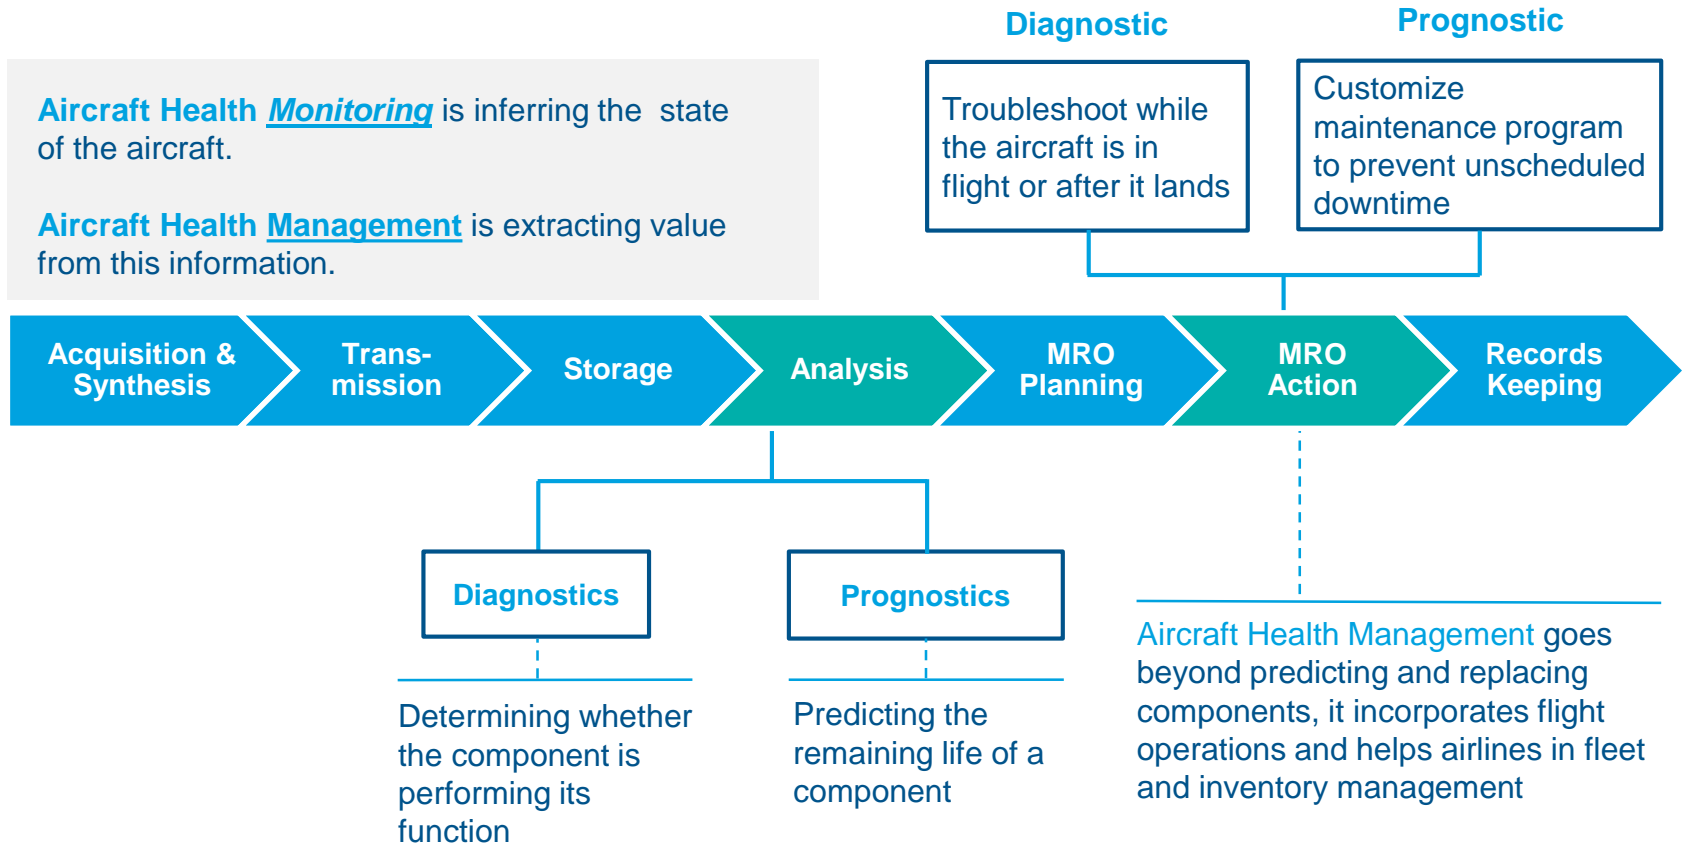 Diagnostic
Prognostic
Aircraft Health Monitoring is inferring the state
of the aircraft.
Aircraft Health Management is extracting value
from this information.
Troubleshoot while
the aircraft is in
flight or after it lands
Customize
maintenance program
to prevent unscheduled
downtime
Acquisition &
Synthesis
Trans-
mission
Storage
Analysis
MRO
Planning
MRO
Action
Records
Keeping
Diagnostics
Prognostics
Determining whether
the component is
performing its
function
Predicting the
remaining life of a
component
Aircraft Health Management goes
beyond predicting and replacing
components, it incorporates flight
operations and helps airlines in fleet
and inventory management